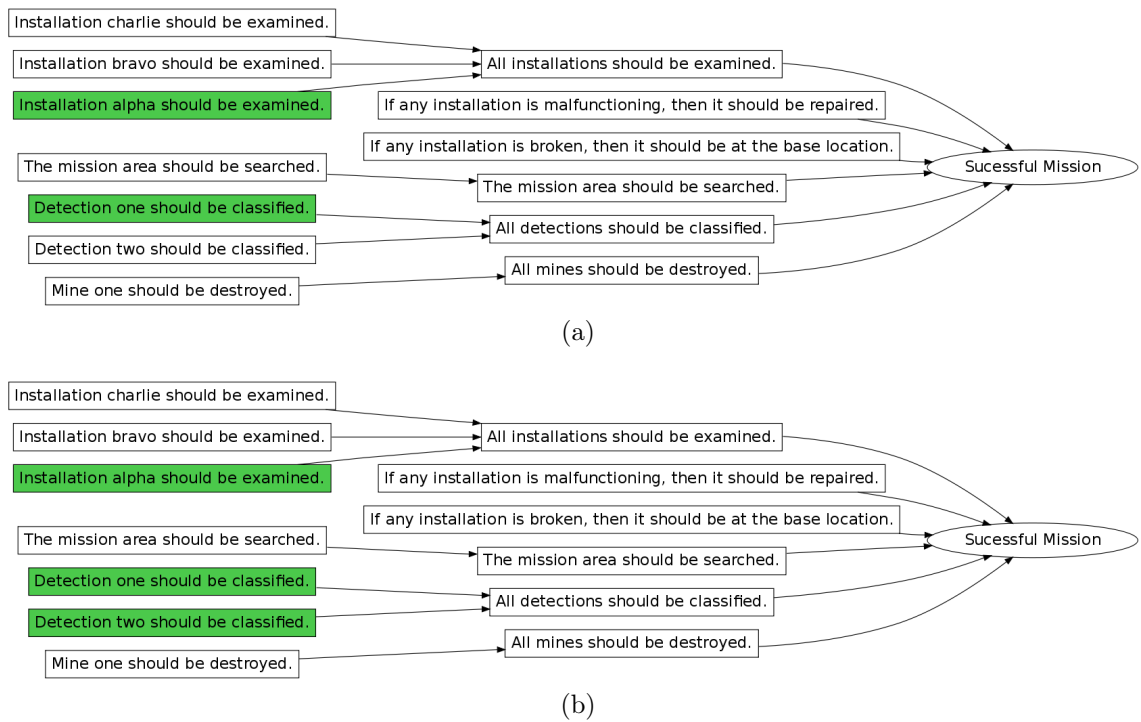 Installation charlie should be examined.
Installation bravo should be examined.
All installations should be examined.
Installation alpha should be examined.
If any installation is malfunctioning, then it should be repaired.
If any installation is broken, then it should be at the base location.
The mission area should be searched.
Sucessful Mission
The mission area should be searched.
Detection one should be classified.
All detections should be classified.
Detection two should be classified.
All mines should be destroyed.
Mine one should be destroyed.
(a)
Installation charlie should be examined.
Installation bravo should be examined.
All installations should be examined.
Installation alpha should be examined.
If any installation is malfunctioning, then it should be repaired.
If any installation is broken, then it should be at the base location.
The mission area should be searched.
Sucessful Mission
The mission area should be searched.
Detection one should be classified.
All detections should be classified.
Detection two should be classified.
All mines should be destroyed.
Mine one should be destroyed.
(b)